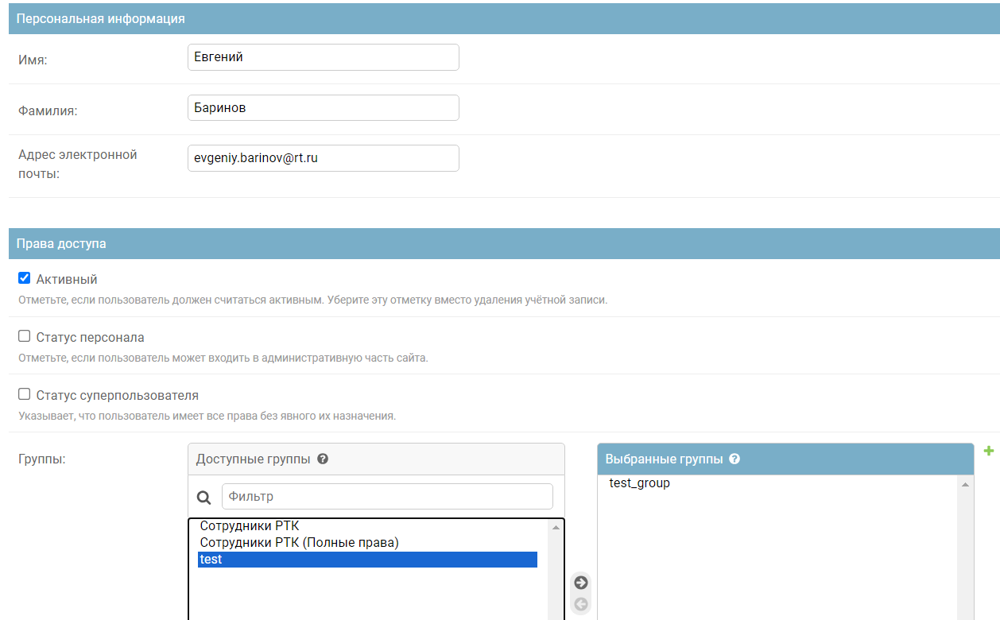 Персональная информация
Имя:
Евгений
Фамилия:
Баринов
Адрес электронной
почты:
evgeniy.barinov@rt.ru
Права доступа
Активный
Отметьте, если пользователь должен считаться активным. Уберите эту отметку вместо удаления учётной записи.
Статус персонала
Отметьте, если пользователь может входить в административную часть сайта.
Статус суперпользователя
Указывает, что пользователь имеет все права без явного их назначения.
Группы:
Доступные группы ?
Фильтр
Сотрудники РТК
Сотрудники РТК (Полные права)
test
Выбранные группы ?
test_group